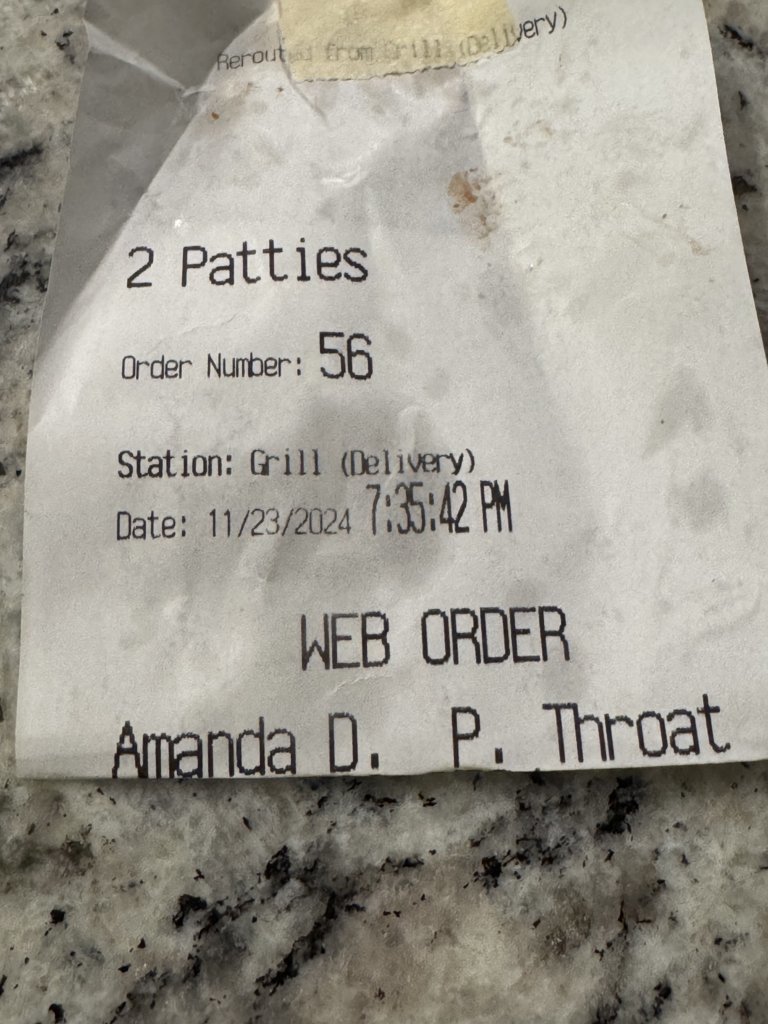 Rerouted from Grill (Delivery)
2 Patties
Order Number: 56
Station: Grill (Delivery)
Date: 11/23/2024 7:35:42 PM
WEB ORDER
Amanda D. P. Throat